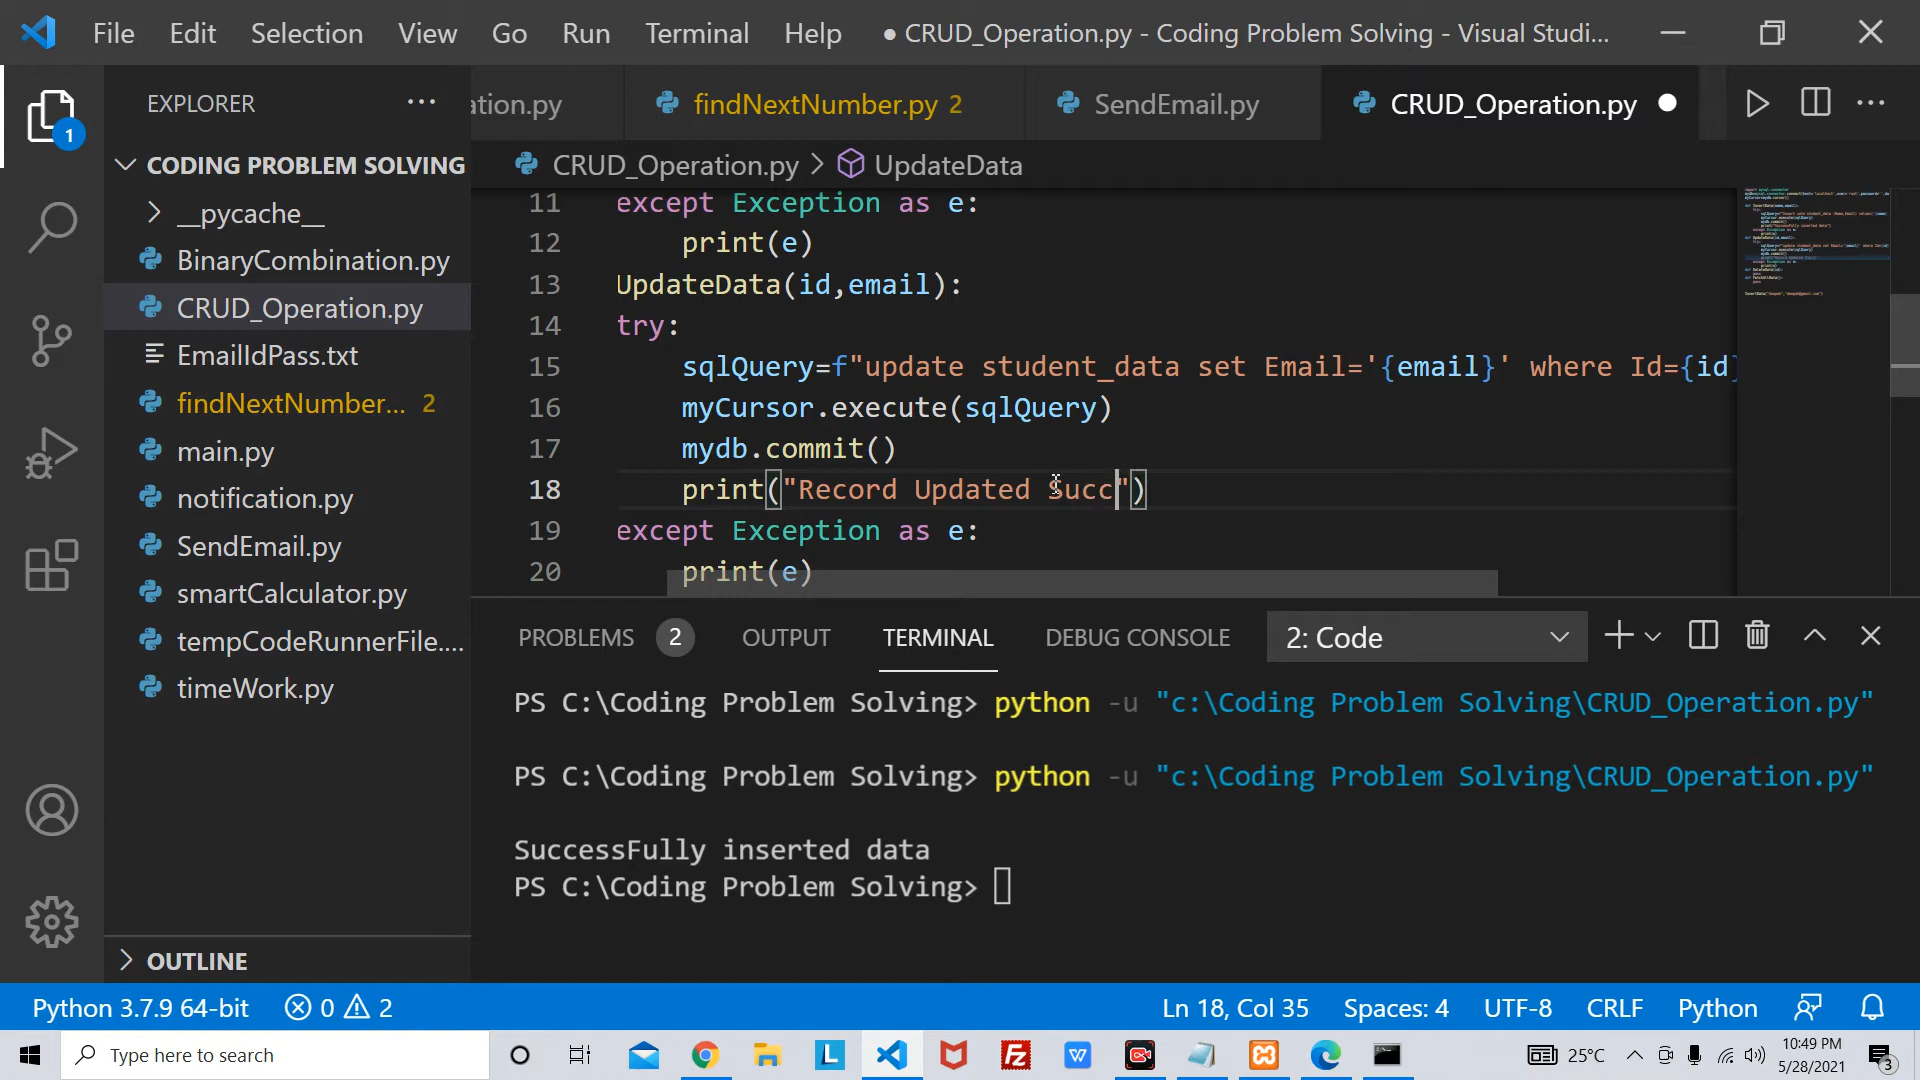 File Edit Selection View Go Run Terminal Help ● CRUD_Operation.py - Coding Problem Solving - Visual Studi...
EXPLORER ...
ation.py findNextNumber.py 2 SendEmail.py CRUD_Operation.py ●
CODING PROBLEM SOLVING
__pycache__
BinaryCombination.py
CRUD_Operation.py
EmailIdPass.txt
findNextNumber... 2
main.py
notification.py
SendEmail.py
smartCalculator.py
tempCodeRunnerFile....
timeWork.py
OUTLINE
1
CRUD_Operation.py > UpdateData
11 except Exception as e:
12 print(e)
13 UpdateData(id,email):
14 try:
15 sqlQuery=f"update student_data set Email='{email}' where Id={id}
16 myCursor.execute(sqlQuery)
17 mydb.commit()
18 print("Record Updated Succ")
19 except Exception as e:
20 print(e)
PROBLEMS 2 OUTPUT TERMINAL DEBUG CONSOLE 2: Code
PS C:\Coding Problem Solving> python -u "c:\Coding Problem Solving\CRUD_Operation.py"
PS C:\Coding Problem Solving> python -u "c:\Coding Problem Solving\CRUD_Operation.py"
SuccessFully inserted data
PS C:\Coding Problem Solving>
Python 3.7.9 64-bit 0 2 Ln 18, Col 35 Spaces: 4 UTF-8 CRLF Python
Type here to search
25°C
10:49 PM
5/28/2021
3